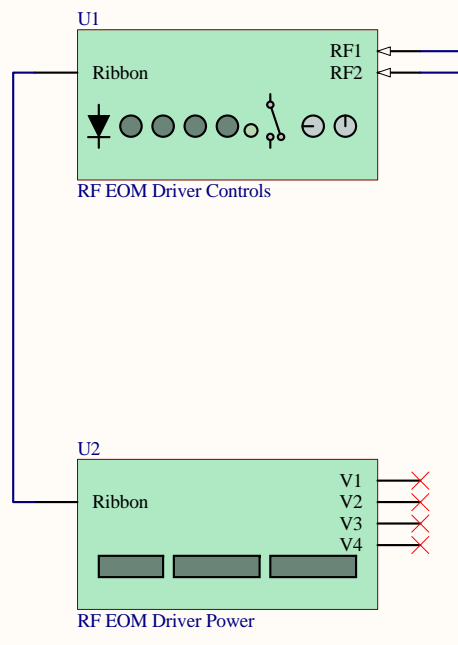 U1
RF1
Ribbon
RF2
RF EOM Driver Controls
U2
V1
Ribbon
V2
V3
V4
RF EOM Driver Power